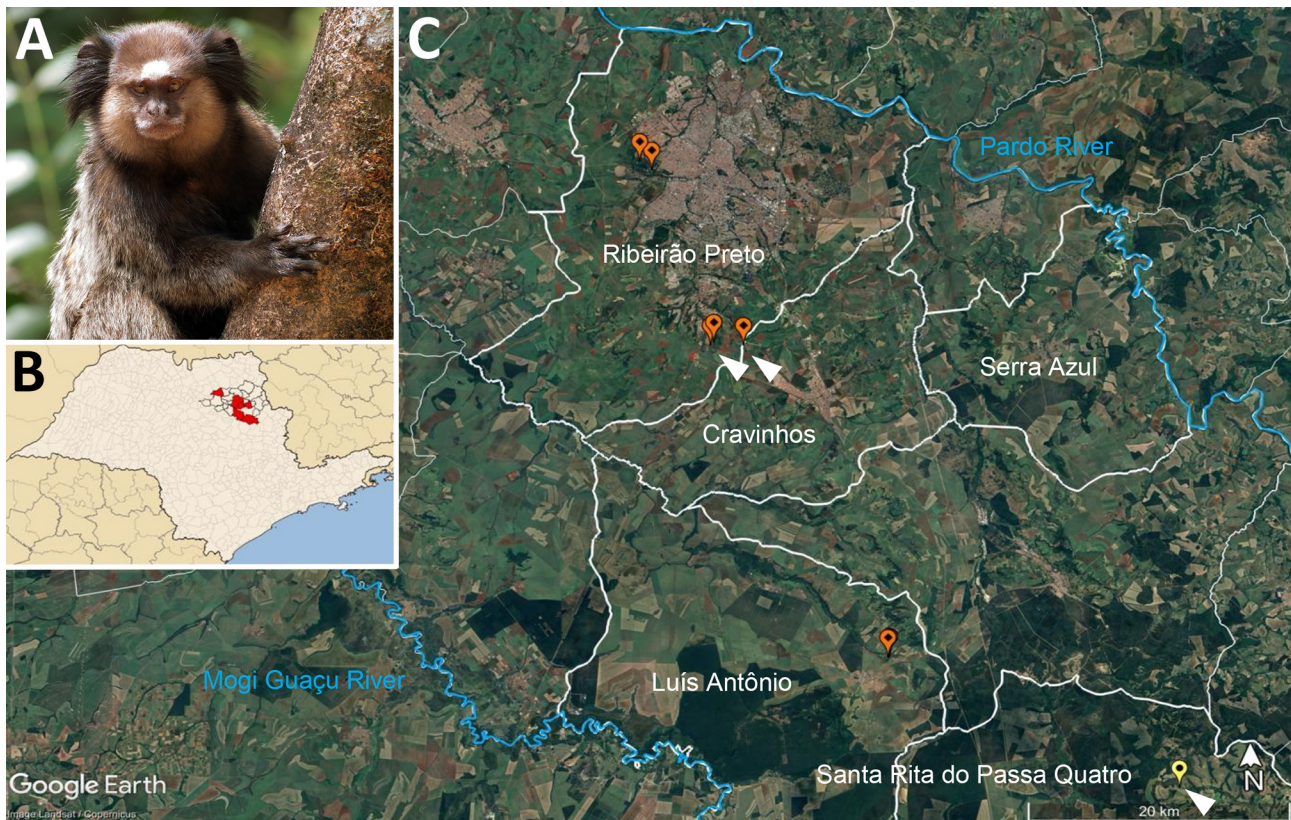 A
B
C
Pardo River
Ribeirão Preto
Serra Azul
Cravinhos
Mogi Guaçu River
Luís Antônio
Santa Rita do Passa Quatro
N
20 km
Google Earth
Image Landsat / Copernicus